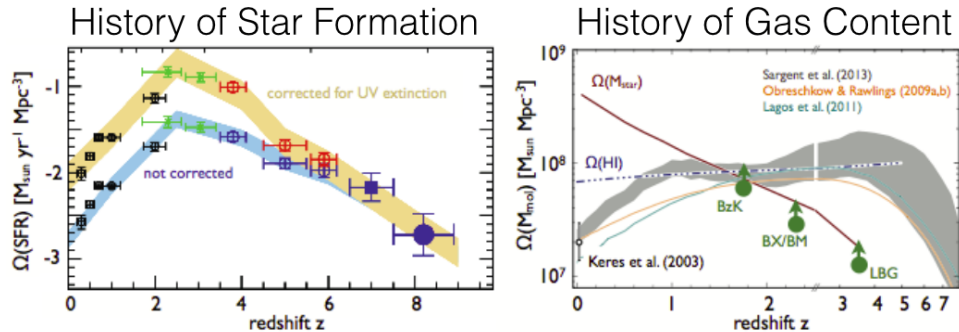 History of Star Formation
Ω(SFR) [Msun yr⁻¹ Mpc⁻³]
-1
-2
-3
corrected for UV extinction
not corrected
0 2 4 6 8
redshift z
History of Gas Content
Ω(Mmol) [Msun Mpc⁻³]
10⁹
10⁸
10⁷
Ω(Mstar)
Sargent et al. (2013)
Obreschkow & Rawlings (2009a,b)
Lagos et al. (2011)
Ω(HI)
BzK
BX/BM
LBG
Keres et al. (2003)
0 1 2 3 4 5 6 7
redshift z